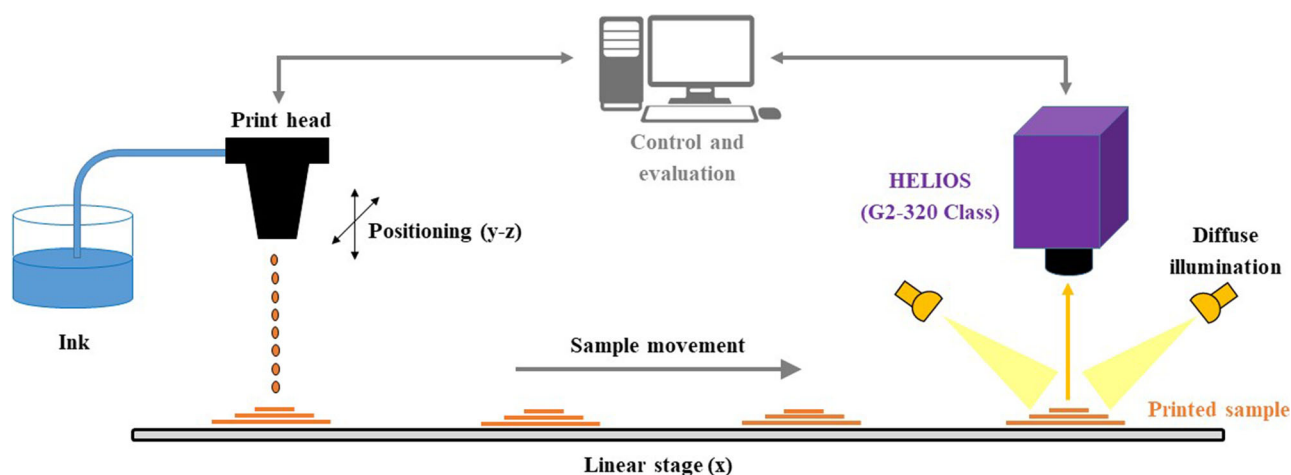 Print head
Control and
evaluation
HELIOS
(G2-320 Class)
Positioning (y-z)
Diffuse
illumination
Ink
Sample movement
Printed sample
Linear stage (x)